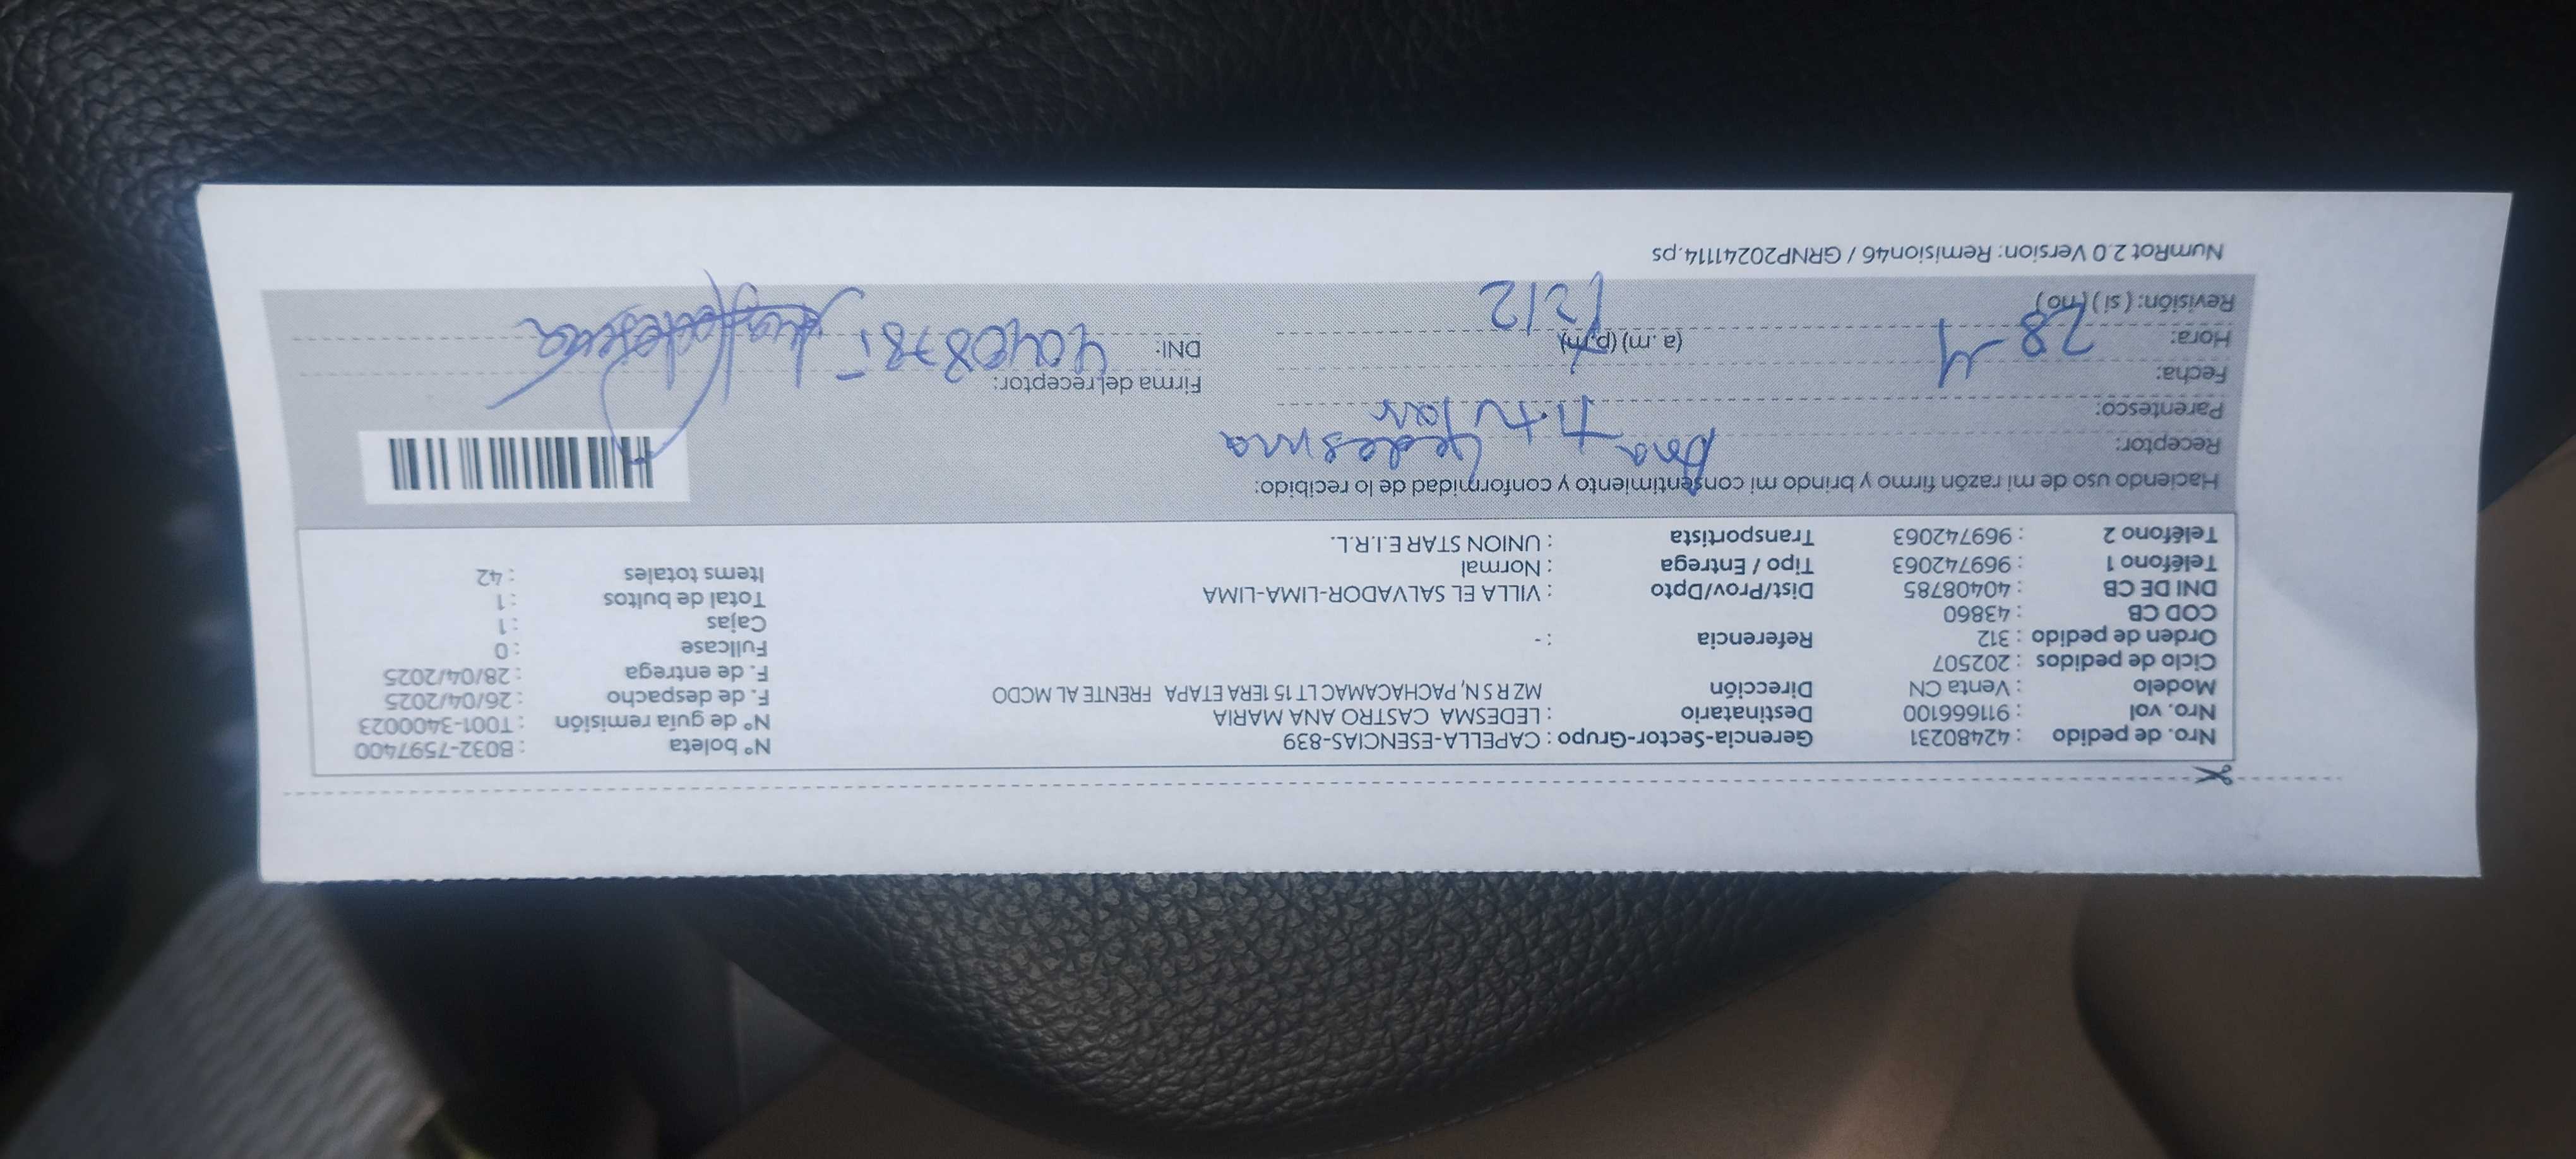 Nro. de pedido : 42480231 Gerencia-Sector-Grupo : CAPELLA-ESENCIAS-839 N° boleta : B032-7597400
Nro. vol : 911666100 Destinatario : LEDESMA CASTRO ANA MARIA N° de guía remisión : T001-3400023
Modelo : Venta CN Dirección MZ R S N, PACHACAMAC LT 15 1ERA ETAPA FRENTE AL MCDO F. de despacho : 26/04/2025
Ciclo de pedidos : 202507 F. de entrega : 28/04/2025
Orden de pedido : 312 Referencia : - Fullcase : 0
COD CB : 43860 Cajas : 1
DNI DE CB : 40408785 Dist/Prov/Dpto : VILLA EL SALVADOR-LIMA-LIMA Total de bultos : 1
Teléfono 1 : 969742063 Tipo / Entrega : Normal Items totales : 42
Teléfono 2 : 969742063 Transportista : UNION STAR E.I.R.L.
Haciendo uso de mi razón firmo y brindo mi consentimiento y conformidad de lo recibido:
Receptor: Ana Ledesma
Parentesco: Titular
Fecha: 28-4 Firma del receptor:
Hora: (a .m) (p.m) DNI:
Revisión: (si) (no) 1212
NumRot 2.0 Version: Remision46 / GRNP20241114.ps